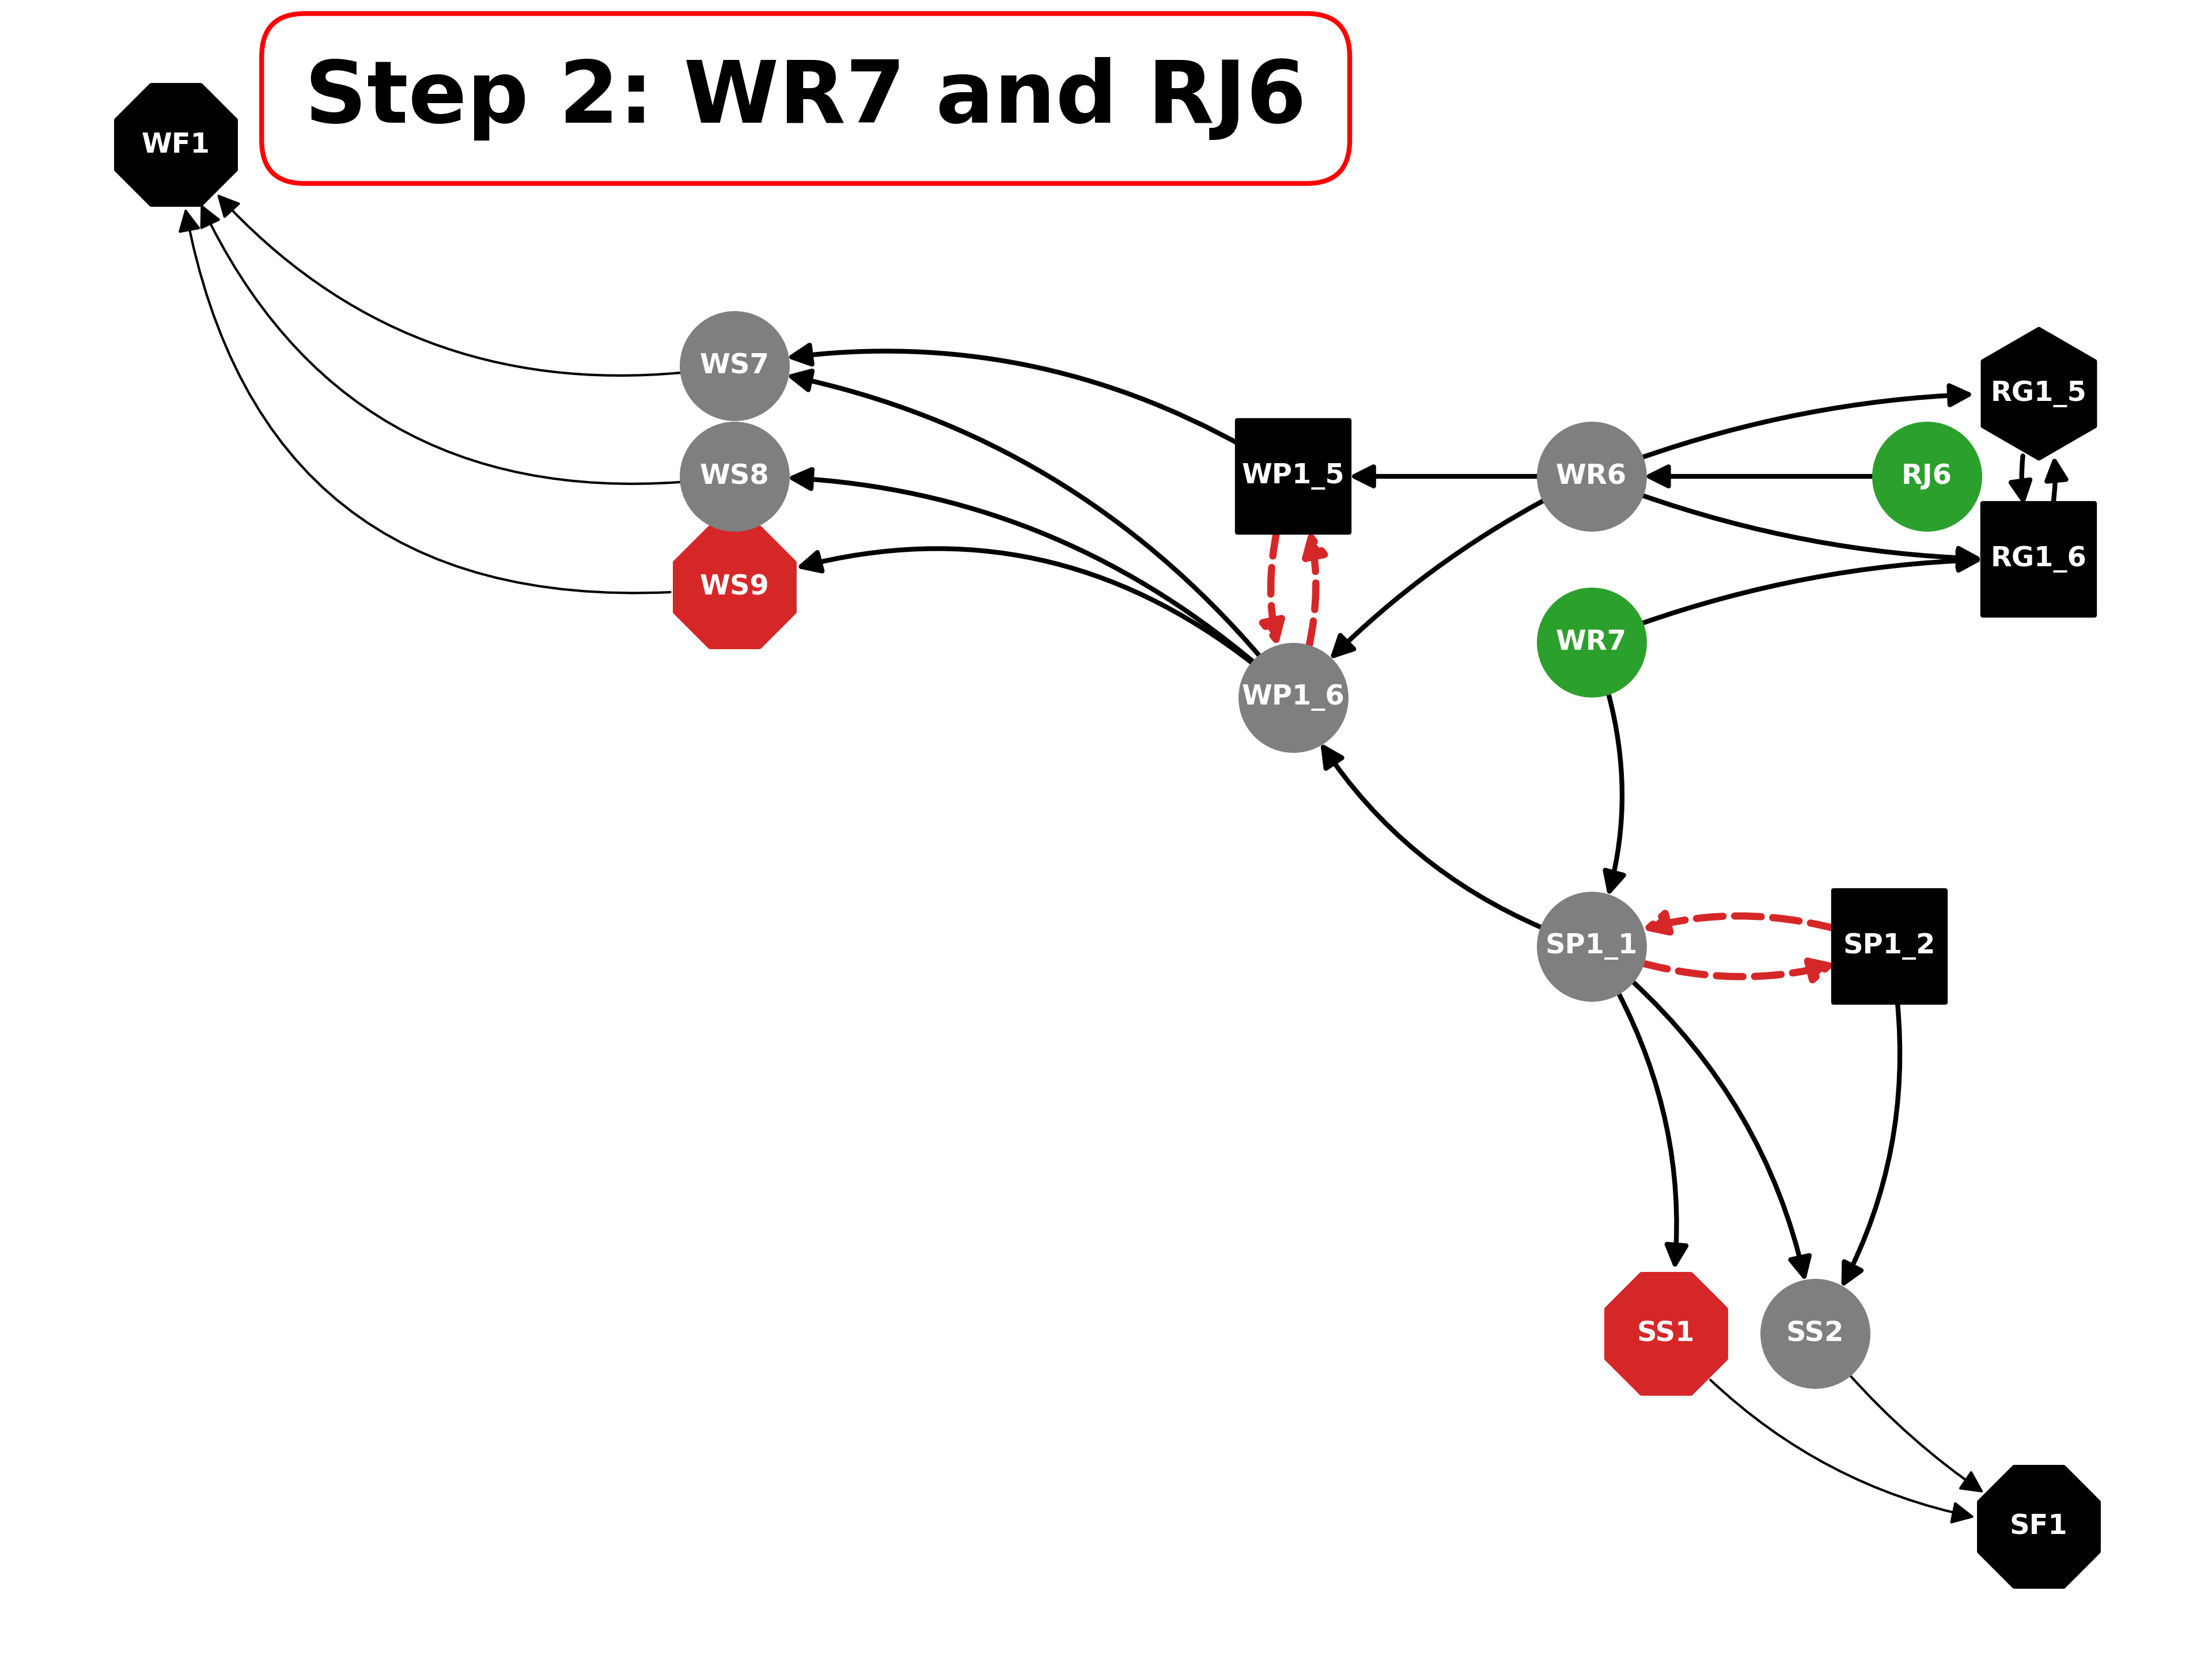 Step 2: WR7 and RJ6
WF1
WS7
WS8
WS9
WP1_5
WP1_6
WR6
RJ6
RG1_5
RG1_6
WR7
SP1_1
SP1_2
SS1
SS2
SF1